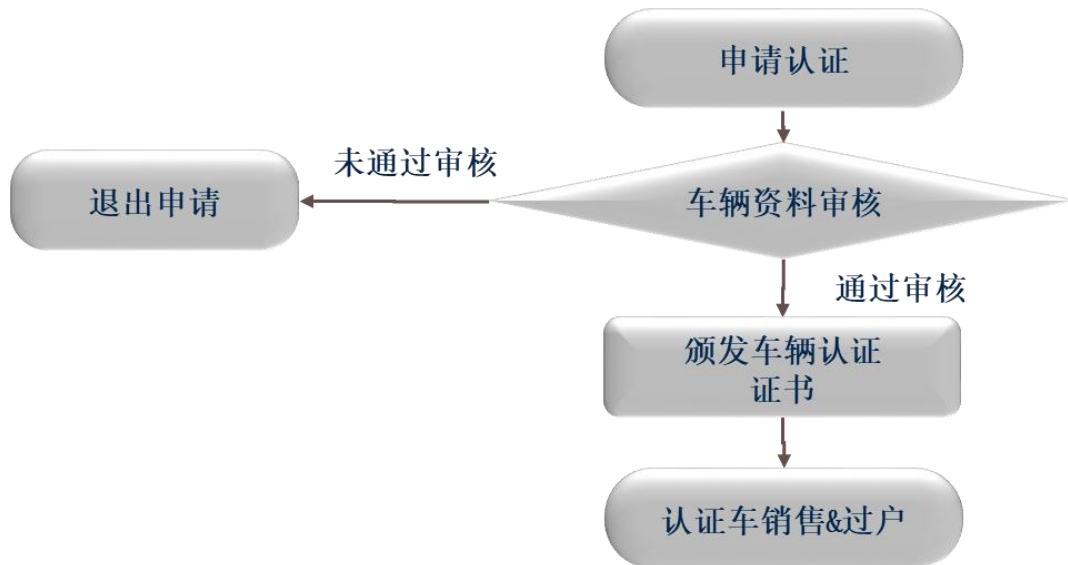 申请认证
未通过审核
退出申请
车辆资料审核
通过审核
颁发车辆认证
证书
认证车销售&过户